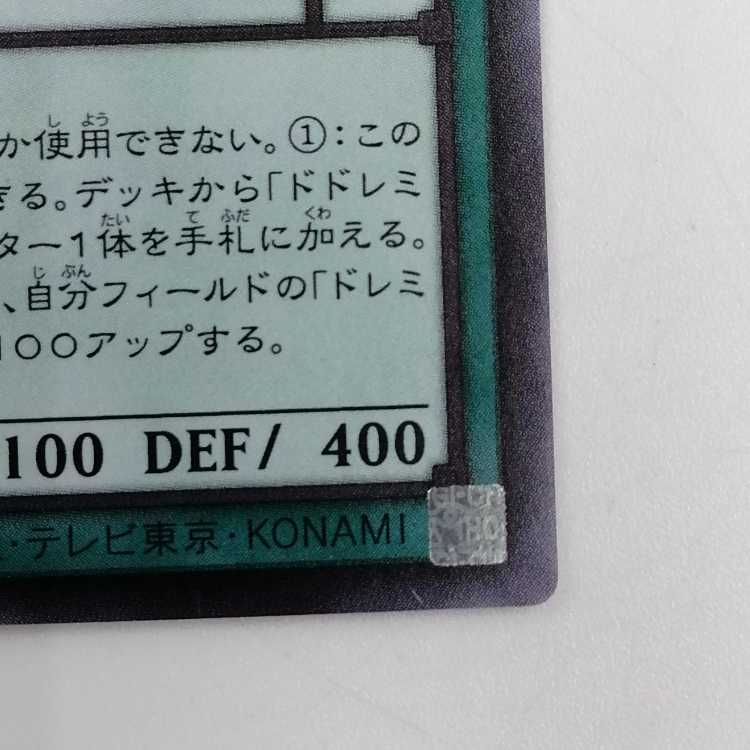 か使用できない。①:この
きる。デッキから「ドドレミ
ター1体を手札に加える。
、自分フィールドの「ドレミ
100アップする。
100 DEF/ 400
・テレビ東京・KONAMI